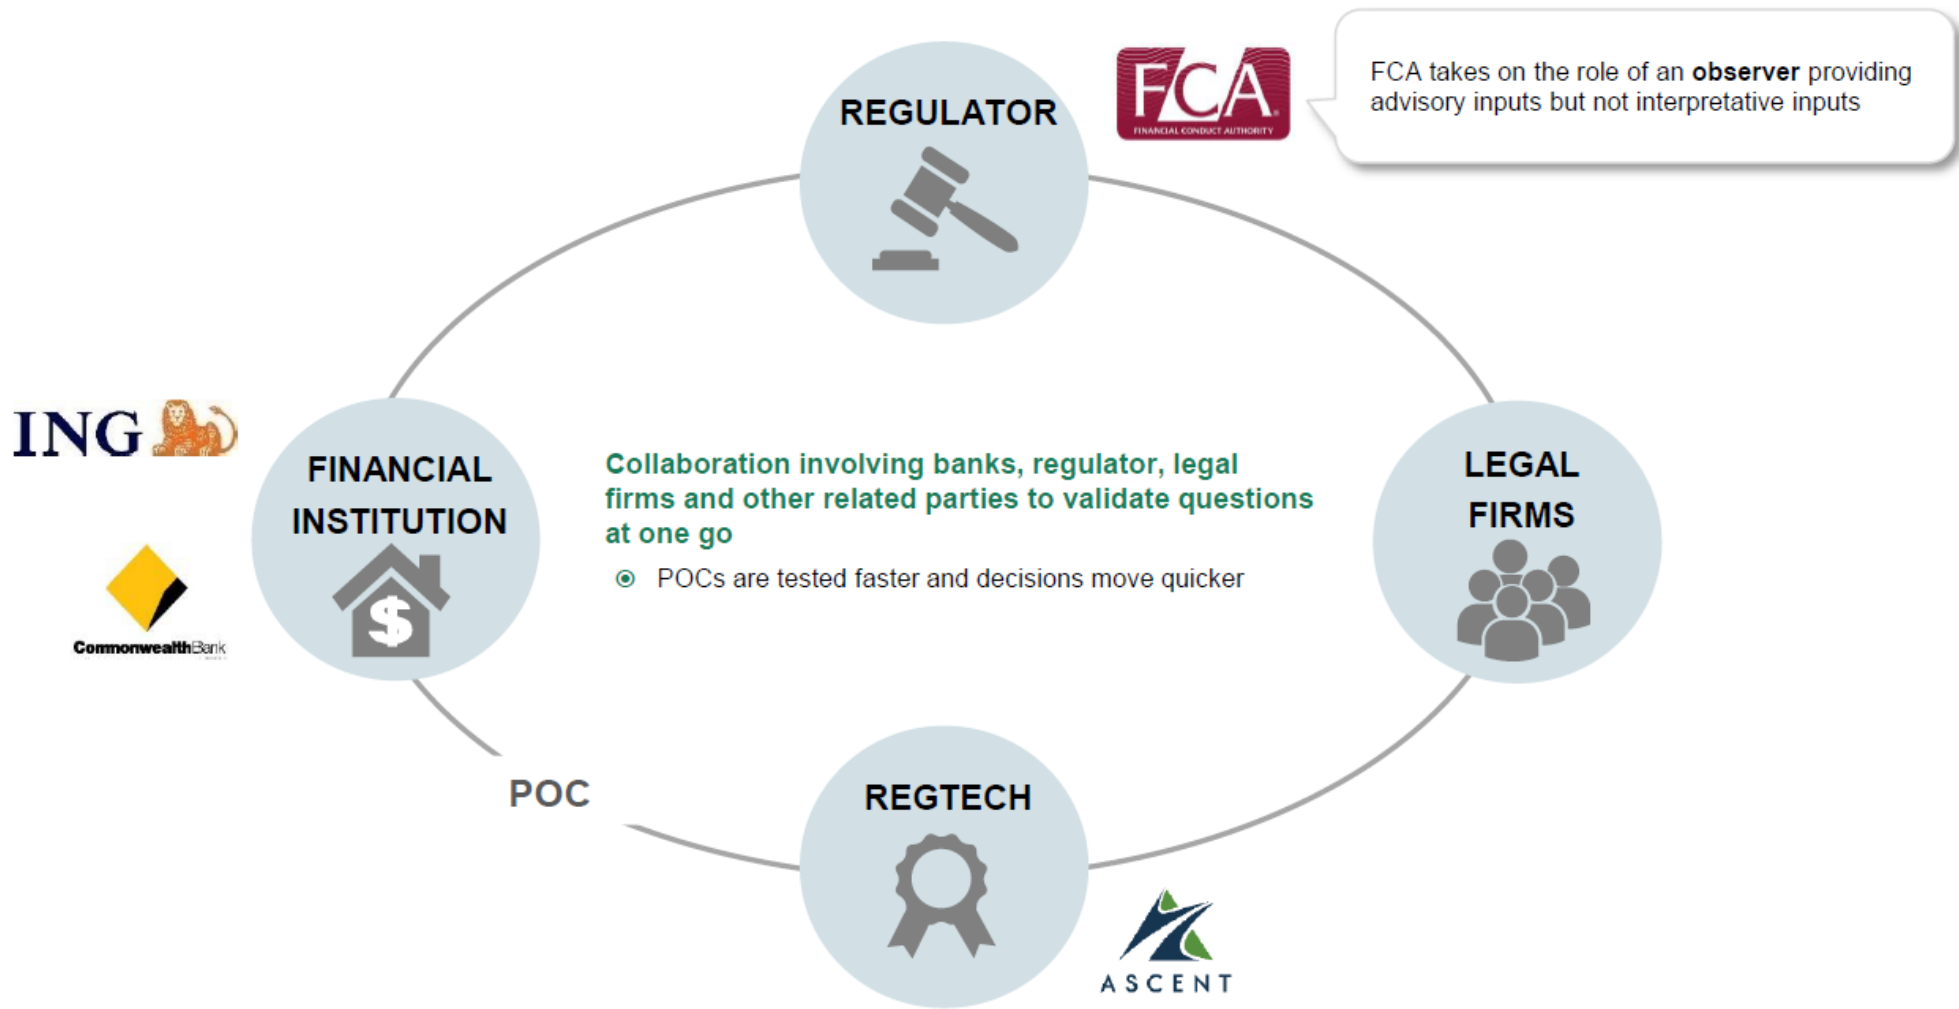 REGULATOR
FCA
FINANCIAL CONDUCT AUTHORITY
FCA takes on the role of an observer providing
advisory inputs but not interpretative inputs
ING
FINANCIAL
INSTITUTION
$
CommonwealthBank
Collaboration involving banks, regulator, legal
firms and other related parties to validate questions
at one go
POCs are tested faster and decisions move quicker
LEGAL
FIRMS
POC
REGTECH
ASCENT